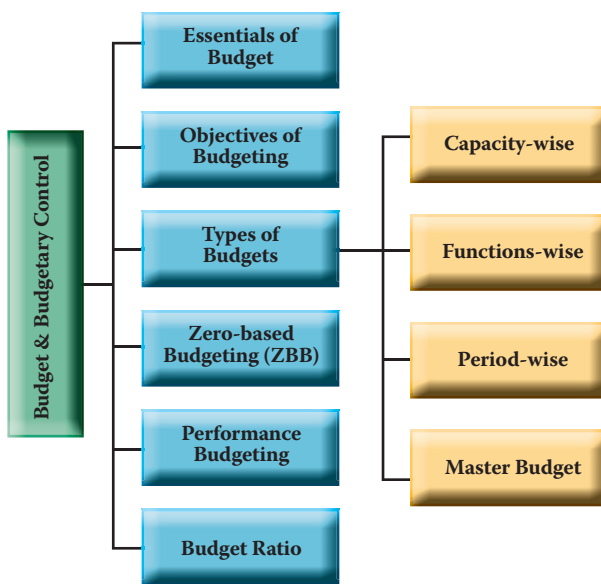 Budget & Budgetary Control
Essentials of
Budget
Objectives of
Budgeting
Types of
Budgets
Zero-based
Budgeting (ZBB)
Performance
Budgeting
Budget Ratio
Capacity-wise
Functions-wise
Period-wise
Master Budget